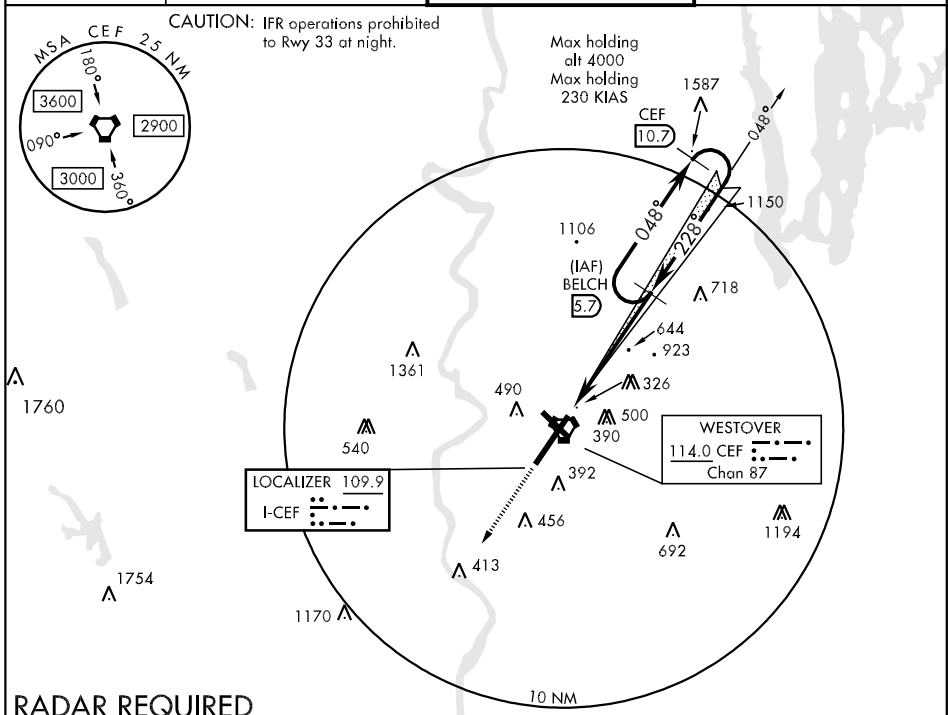 CAUTION: IFR operations prohibited
to Rwy 33 at night.
MSA CEF 25 NM
180°
3600
2900
090°
3000
360°
Max holding
alt 4000
Max holding
230 KIAS
1587
CEF
10.7
048°
1150
048°
228°
1106
(IAF)
BELCH
5.7
718
644
923
1361
326
1760
490
500
390
540
WESTOVER
114.0 CEF
Chan 87
LOCALIZER 109.9
I-CEF
392
456
692
1194
413
1754
1170
10 NM
RADAR REQUIRED